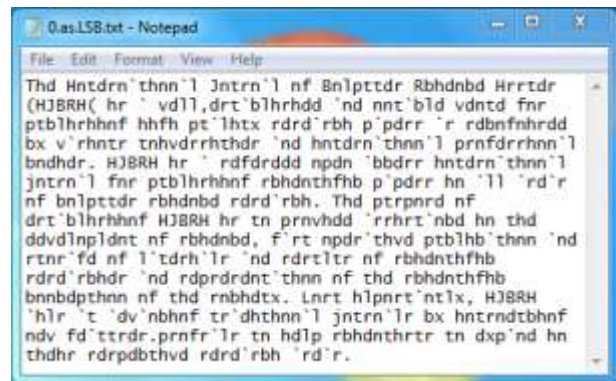 0.as.LSB.txt - Notepad
File Edit Format View Help
Thd Hntdrn`thnn`l Jntrn`l nf Bnlpttdr Rbhdnbd Hrrtdr
(HJBRH( hr ` vdll,drt`blhrhdd `nd nnt`bld vdntd fnr
ptblhrhhnf hhfh pt`lhtx rdrd`rbh p`pdrr `r rdbnfnhrdd
bx v`rhntr tnhvdrrhthdr `nd hntdrn`thnn`l prnfdrrhnn`l
bndhdr. HJBRH hr ` rdfdrddd npdn `bbdrr hntdrn`thnn`l
jntrn`l fnr ptblhrhhnf rbhdnthfhb p`pdrr hn `ll `rd`r
nf bnlpttdr rbhdnbd rdrd`rbh. Thd ptrpnrd nf
drt`blhrhhnf HJBRH hr tn prnvhdd `rrhrt`nbd hn thd
ddvdlnpldnt nf rbhdnbd, f`rt npdr`thvd ptblhb`thnn `nd
rtnr`fd nf l`tdrh`lr `nd rdrtltr nf rbhdnthfhb
rdrd`rbhdr `nd rdprdrdnt`thnn nf thd rbhdnthfhb
bnnbdpthnn nf thd rnbhdtx. Lnrt hlpnrt`ntlx, HJBRH
`hlr `t `dv`nbhnf tr`dhthnn`l jntrn`lr bx hntrndtbhnf
ndv fd`ttrdr.prnfr`lr tn hdlp rbhdnthrtr tn dxp`nd hn
thdhr rdrpdbthvd rdrd`rbh `rd`r.